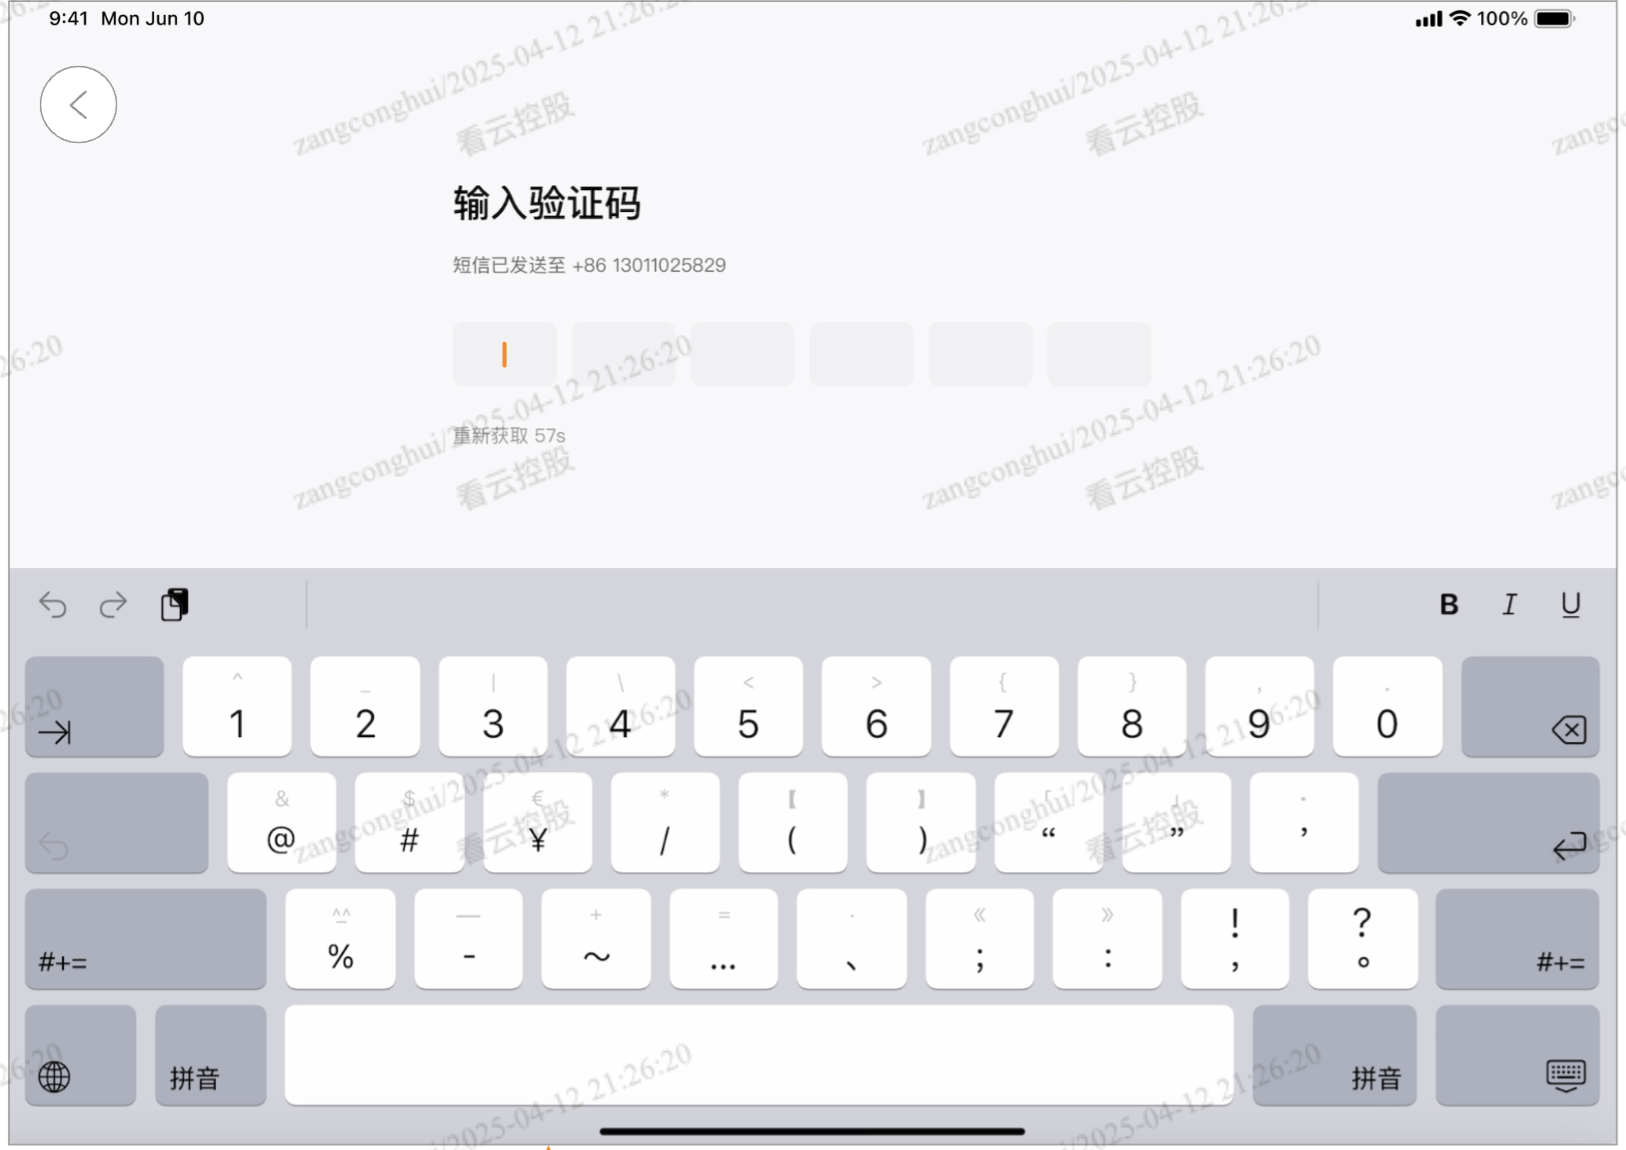 9:41 Mon Jun 10
100%
zangconghui/2025-04-12 21:26:20
看云控股
输入验证码
短信已发送至 +86 13011025829
重新获取 57s
B I U
^ _ | \ < > { } , .
1 2 3 4 5 6 7 8 9 0
& $ € * 【 】 「 」 ·
@ # ¥ / ( ) “ ” ’
^^ — + = · 《 》 ! ?
#+= % - ～ … 、 ; : , 。 #+=
拼音 拼音